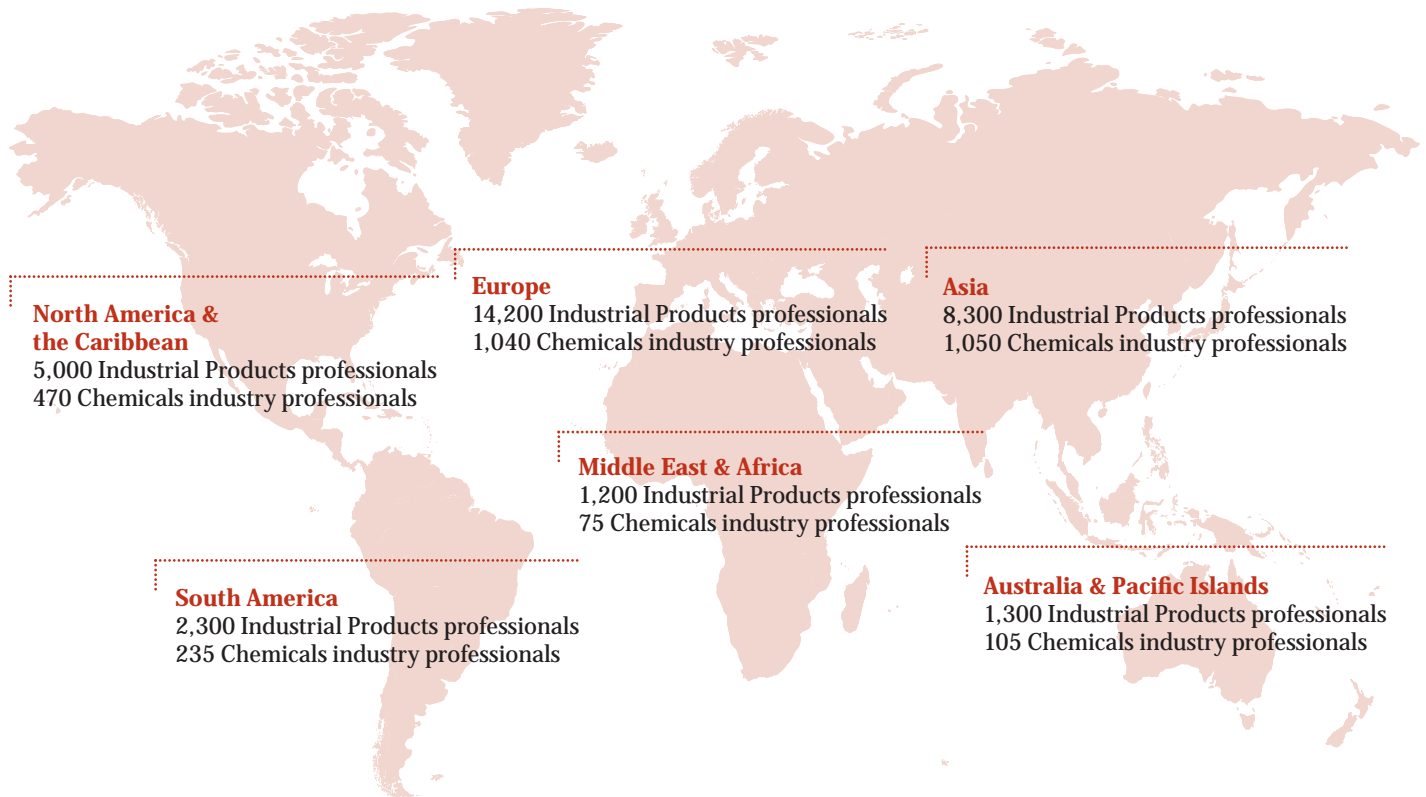 North America &
the Caribbean
5,000 Industrial Products professionals
470 Chemicals industry professionals
Europe
14,200 Industrial Products professionals
1,040 Chemicals industry professionals
Asia
8,300 Industrial Products professionals
1,050 Chemicals industry professionals
Middle East & Africa
1,200 Industrial Products professionals
75 Chemicals industry professionals
South America
2,300 Industrial Products professionals
235 Chemicals industry professionals
Australia & Pacific Islands
1,300 Industrial Products professionals
105 Chemicals industry professionals